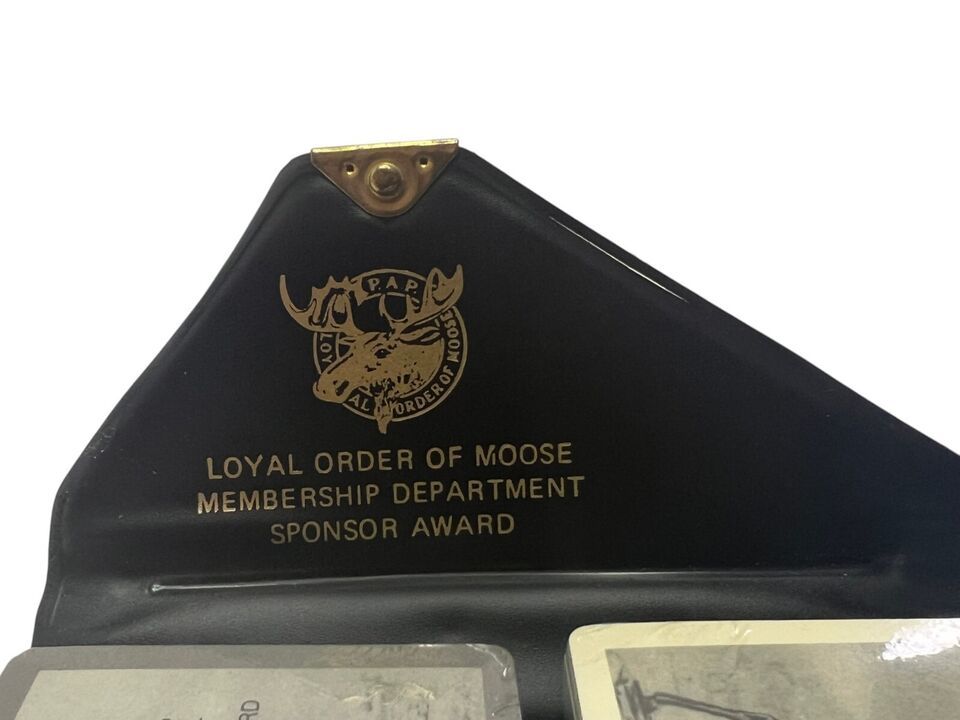 P.A.P.
LOYAL ORDER OF MOOSE
LOYAL ORDER OF MOOSE
MEMBERSHIP DEPARTMENT
SPONSOR AWARD